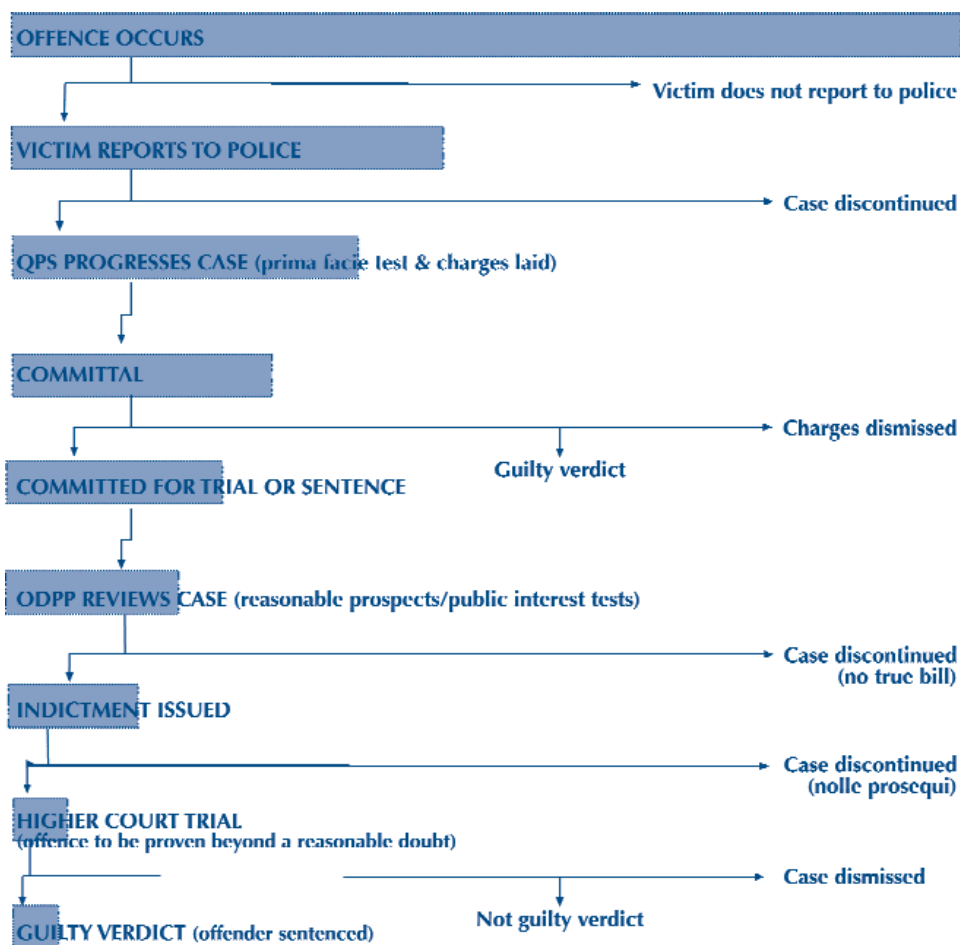 OFFENCE OCCURS
Victim does not report to police
VICTIM REPORTS TO POLICE
Case discontinued
QPS PROGRESSES CASE (prima facie test & charges laid)
COMMITTAL
Charges dismissed
Guilty verdict
COMMITTED FOR TRIAL OR SENTENCE
ODPP REVIEWS CASE (reasonable prospects/public interest tests)
Case discontinued
(no true bill)
INDICTMENT ISSUED
Case discontinued
(nolle prosequi)
HIGHER COURT TRIAL
(offence to be proven beyond a reasonable doubt)
Case dismissed
Not guilty verdict
GUILTY VERDICT (offender sentenced)